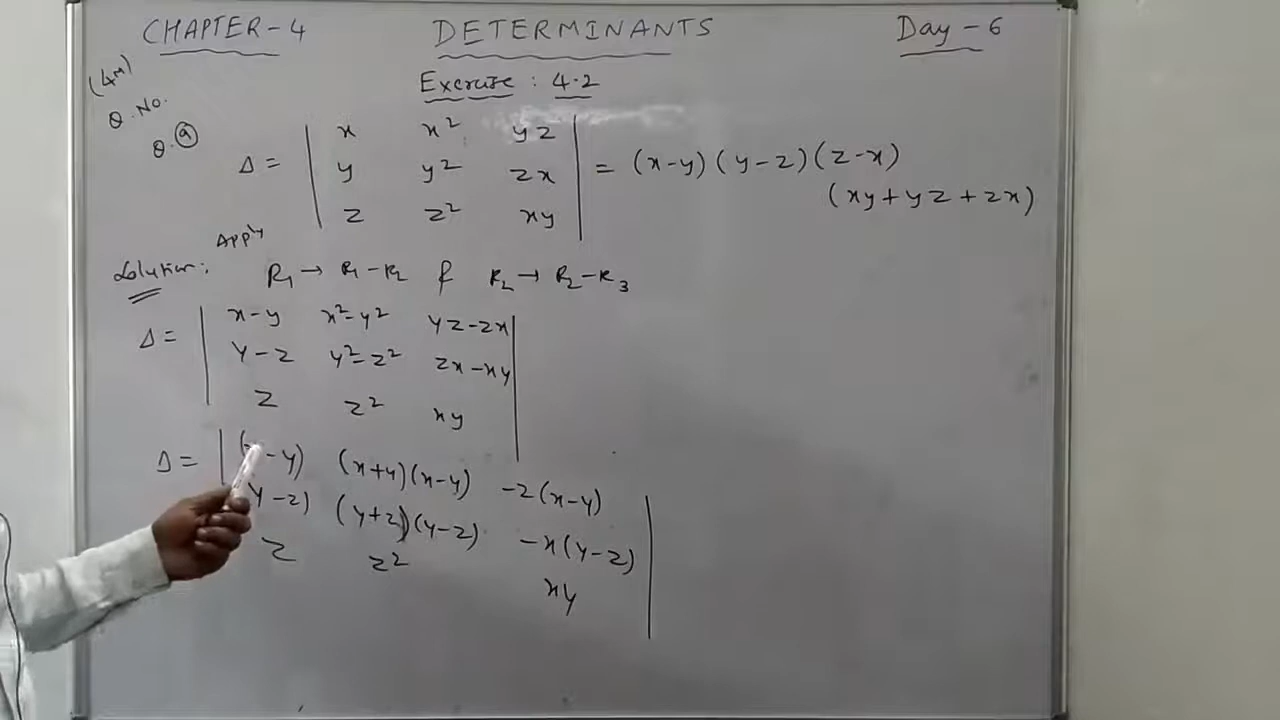 CHAPTER-4 DETERMINANTS Day-6
(4M) Excercise : 4.2
Q.No.
Q.9
Δ = | x x² yz | = (x-y)(y-z)(z-x)
| y y² zx | (xy+yz+zx)
| z z² xy |
Apply
Solution: R₁ → R₁-R₂ & R₂ → R₂-R₃
Δ = | x-y x²-y² yz-zx |
| y-z y²-z² zx-xy |
| z z² xy |
Δ = | -y) (x+y)(x-y) -z(x-y) |
y-z) (y+z)(y-z) -x(y-z) |
z z² xy |